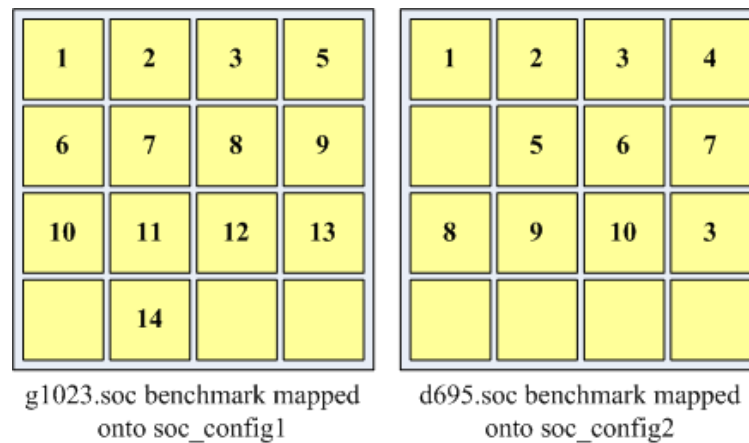 1 2 3 5
6 7 8 9
10 11 12 13
14
g1023.soc benchmark mapped
onto soc_config1
1 2 3 4
5 6 7
8 9 10 3
d695.soc benchmark mapped
onto soc_config2